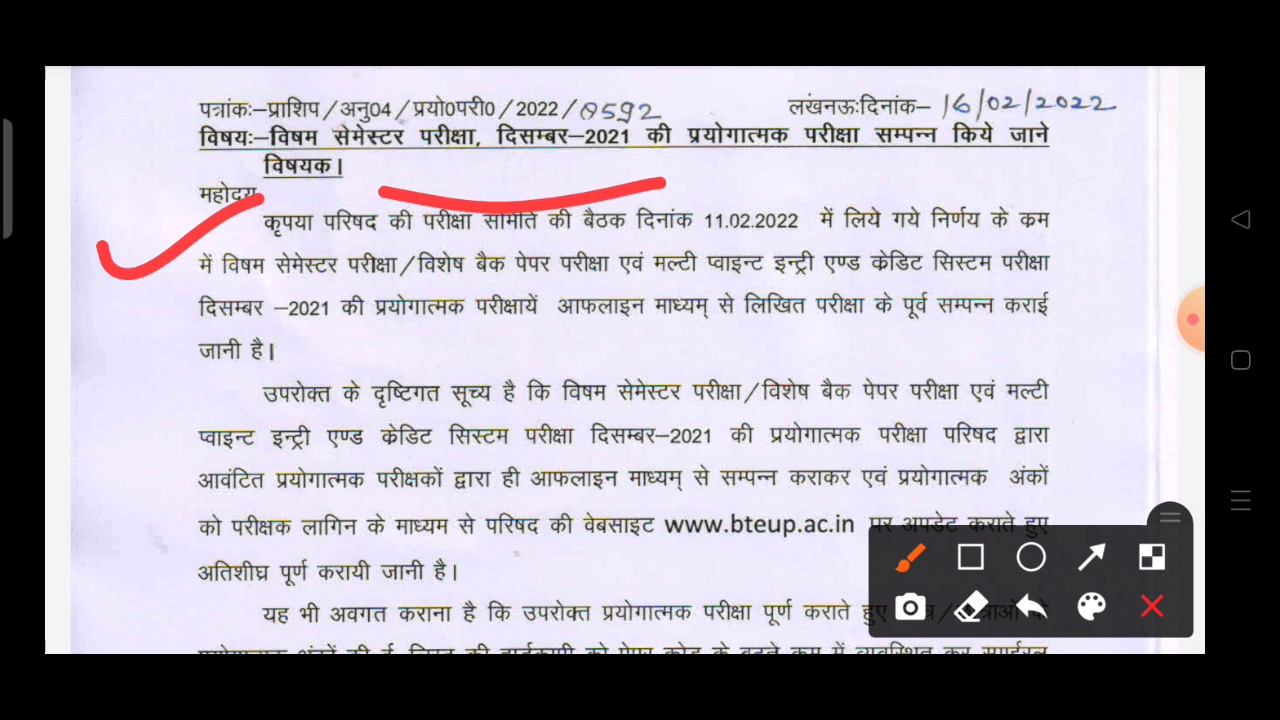 पत्रांकः–प्राशिप/अनु04/प्रयो0परी0/2022/0592 लखंनऊःदिनांक– 16/02/2022
विषयः–विषम सेमेस्टर परीक्षा, दिसम्बर–2021 की प्रयोगात्मक परीक्षा सम्पन्न किये जाने
विषयक।
महोदय
कृपया परिषद की परीक्षा समिति की बैठक दिनांक 11.02.2022 में लिये गये निर्णय के क्रम
में विषम सेमेस्टर परीक्षा/विशेष बैक पेपर परीक्षा एवं मल्टी प्वाइन्ट इन्ट्री एण्ड क्रेडिट सिस्टम परीक्षा
दिसम्बर –2021 की प्रयोगात्मक परीक्षायें आफलाइन माध्यम् से लिखित परीक्षा के पूर्व सम्पन्न कराई
जानी है।
उपरोक्त के दृष्टिगत सूच्य है कि विषम सेमेस्टर परीक्षा/विशेष बैक पेपर परीक्षा एवं मल्टी
प्वाइन्ट इन्ट्री एण्ड क्रेडिट सिस्टम परीक्षा दिसम्बर–2021 की प्रयोगात्मक परीक्षा परिषद द्वारा
आवंटित प्रयोगात्मक परीक्षकों द्वारा ही आफलाइन माध्यम् से सम्पन्न कराकर एवं प्रयोगात्मक अंकों
को परीक्षक लागिन के माध्यम से परिषद की वेबसाइट www.bteup.ac.in पर अपडेट कराते हुए
अतिशीघ्र पूर्ण करायी जानी है।
यह भी अवगत कराना है कि उपरोक्त प्रयोगात्मक परीक्षा पूर्ण कराते हुए